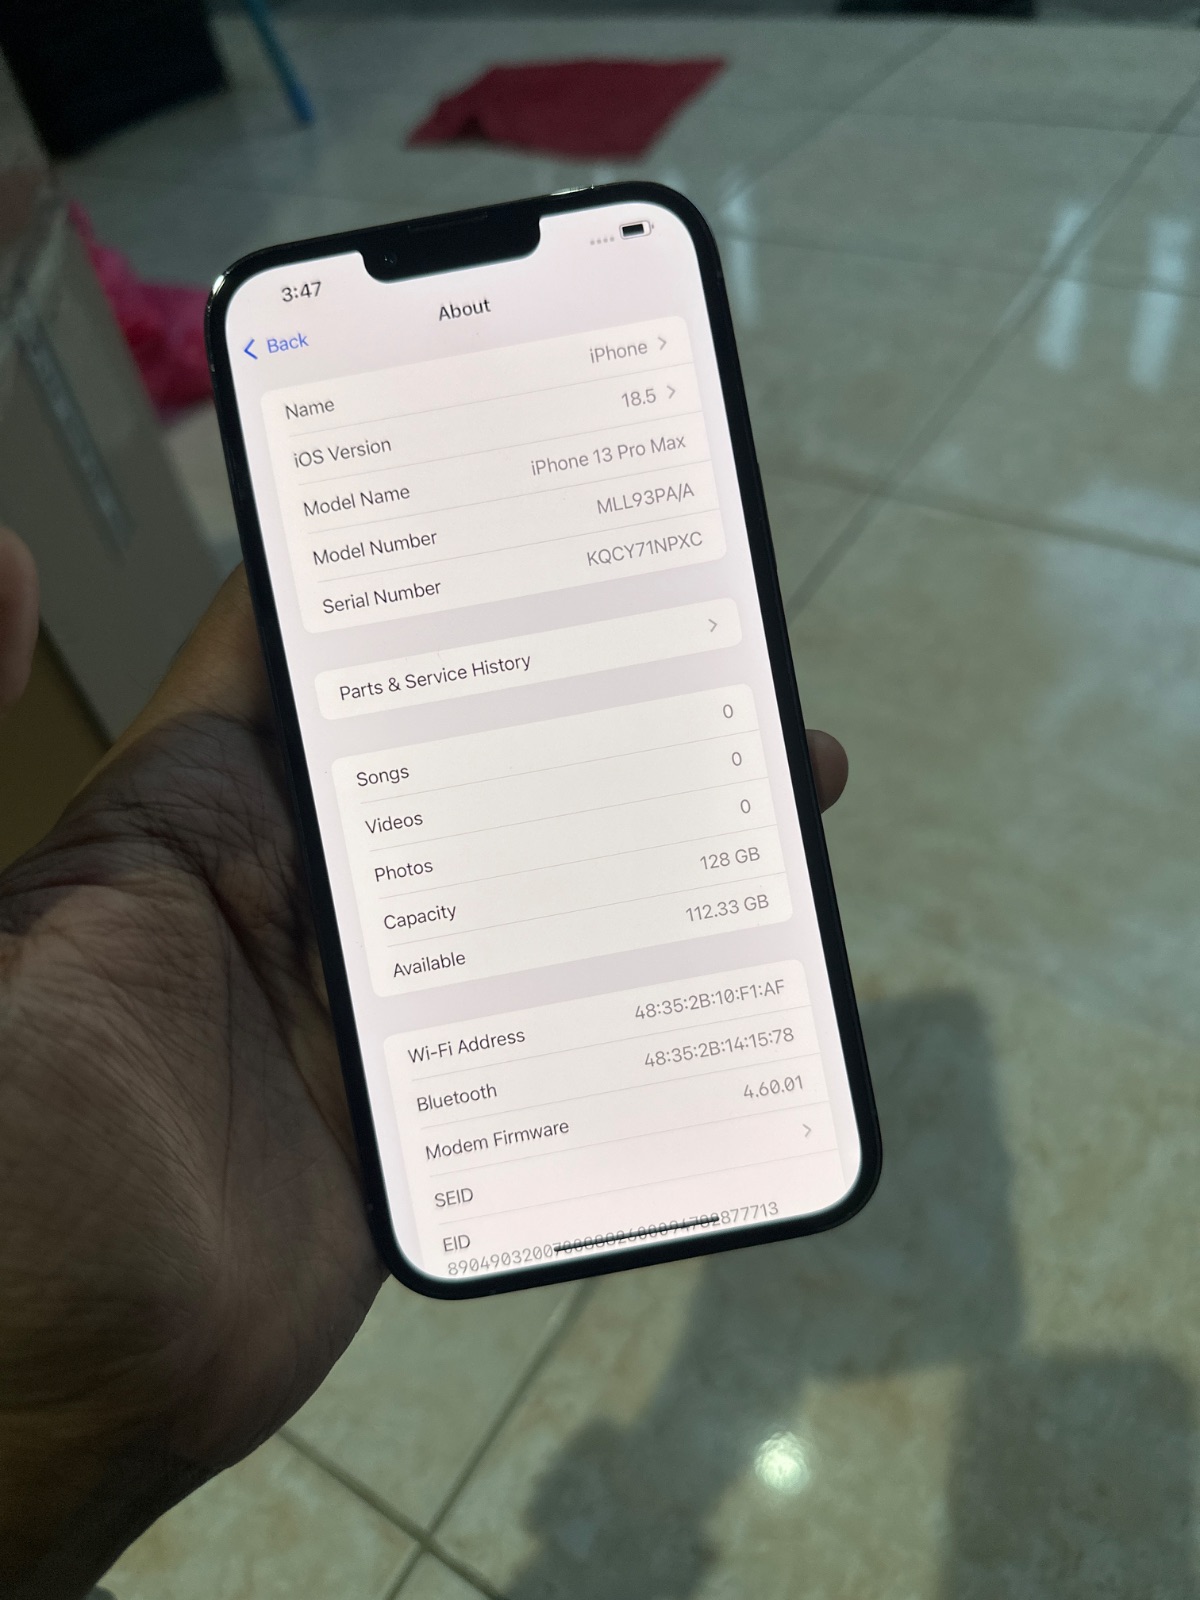 3:47
Back
About
Name iPhone
iOS Version 18.5
Model Name iPhone 13 Pro Max
Model Number MLL93PA/A
Serial Number KQCY71NPXC
Parts & Service History
Songs 0
Videos 0
Photos 0
Capacity 128 GB
Available 112.33 GB
Wi-Fi Address 48:35:2B:10:F1:AF
Bluetooth 48:35:2B:14:15:78
Modem Firmware 4.60.01
SEID
EID